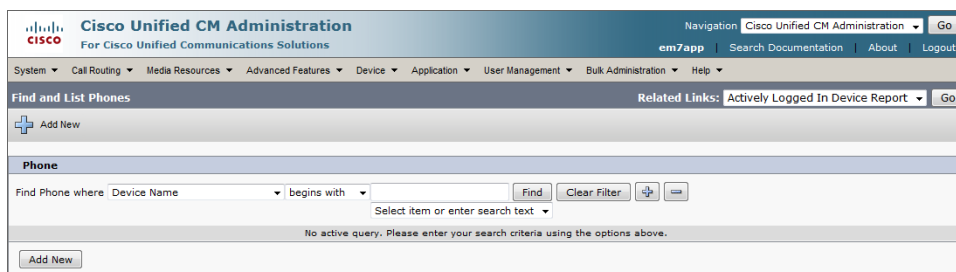 CISCO
Cisco Unified CM Administration
For Cisco Unified Communications Solutions
Navigation Cisco Unified CM Administration Go
em7app | Search Documentation | About | Logout
System Call Routing Media Resources Advanced Features Device Application User Management Bulk Administration Help
Find and List Phones Related Links: Actively Logged In Device Report Go
Add New
Phone
Find Phone where Device Name begins with Find Clear Filter
Select item or enter search text
No active query. Please enter your search criteria using the options above.
Add New